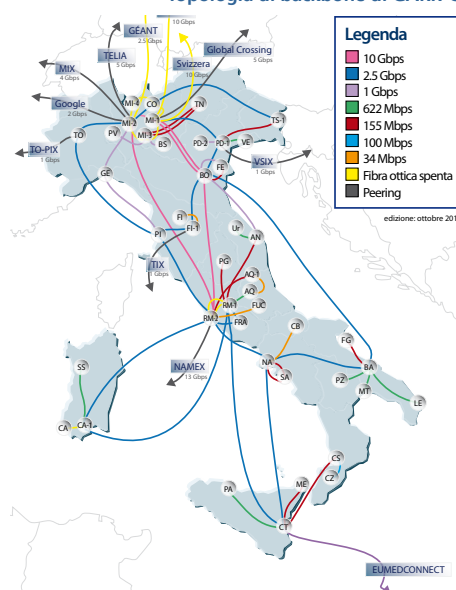 10 Gbps
GÉANT
2.5 Gbps
TELIA
5 Gbps
Global Crossing
5 Gbps
MIX
4 Gbps
Svizzera
10 Gbps
Google
2 Gbps
TO-PIX
1 Gbps
VSIX
1 Gbps
TIX
1 Gbps
NAMEX
13 Gbps
EUMEDCONNECT
MI-4
CO
TN
MI-2
MI-1
TS-1
TO
PV
MI-3
BS
PD-2
PD-1
VE
GE
FE
BO
FI
FI-1
PI
Ur
AN
PG
AQ-1
AQ
RM-1
FUC
RM-2
FRA
CB
FG
SS
NA
SA
BA
PZ
MT
LE
CA
CA-1
CS
CZ
PA
ME
CT
Legenda
10 Gbps
2.5 Gbps
1 Gbps
622 Mbps
155 Mbps
100 Mbps
34 Mbps
Fibra ottica spenta
Peering
edizione: ottobre 201